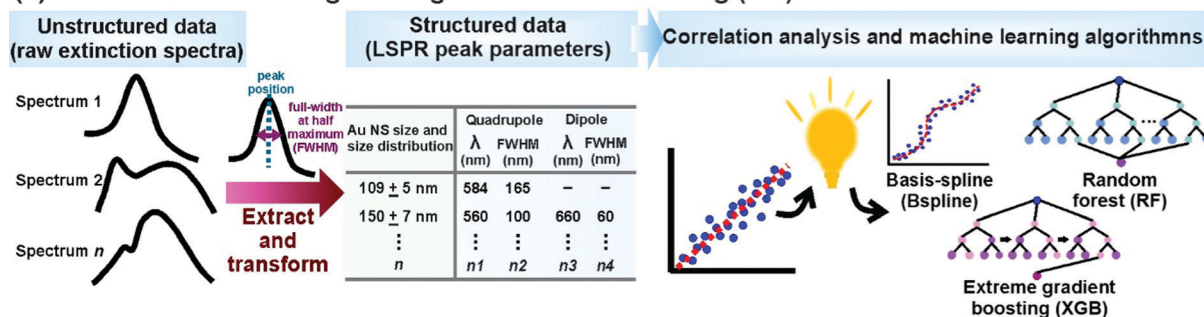 Unstructured data
(raw extinction spectra)
Structured data
(LSPR peak parameters)
Correlation analysis and machine learning algorithmns
Spectrum 1
Spectrum 2
Spectrum n
peak
position
full-width
at half
maximum
(FWHM)
Extract
and
transform
Au NS size and
size distribution
Quadrupole
Dipole
λ
(nm)
FWHM
(nm)
λ
(nm)
FWHM
(nm)
109 ± 5 nm 584 165 – –
150 ± 7 nm 560 100 660 60
⋮ ⋮ ⋮ ⋮ ⋮
n n1 n2 n3 n4
Basis-spline
(Bspline)
Random
forest (RF)
Extreme gradient
boosting (XGB)